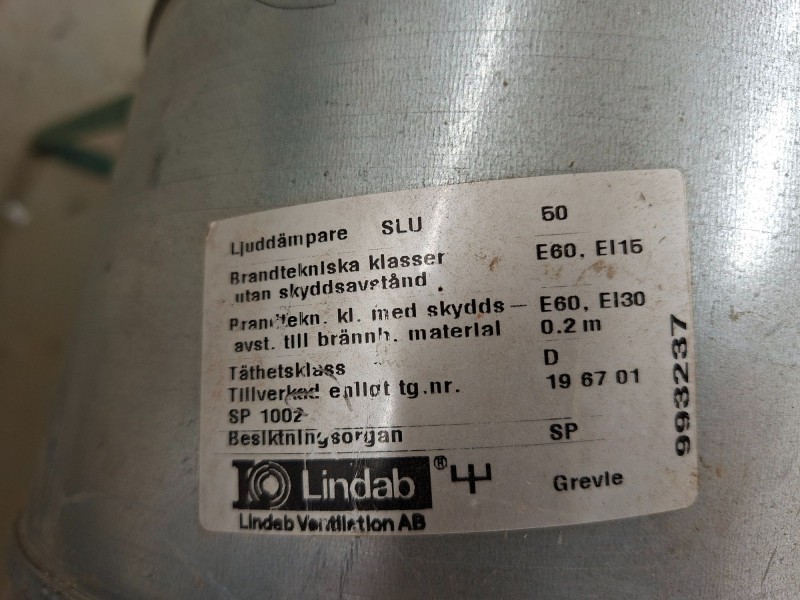 Ljuddämpare SLU 50
Brandtekniska klasser E60, EI15
utan skyddsavstånd
Brandtekn. kl. med skydds– E60, EI30
avst. till brännb. material 0.2 m
Täthetsklass D
Tillverkad enligt tg.nr. 19 67 01
SP 1002
Besiktningsorgan SP
Lindab® Grevie
Lindab Ventilation AB
993237